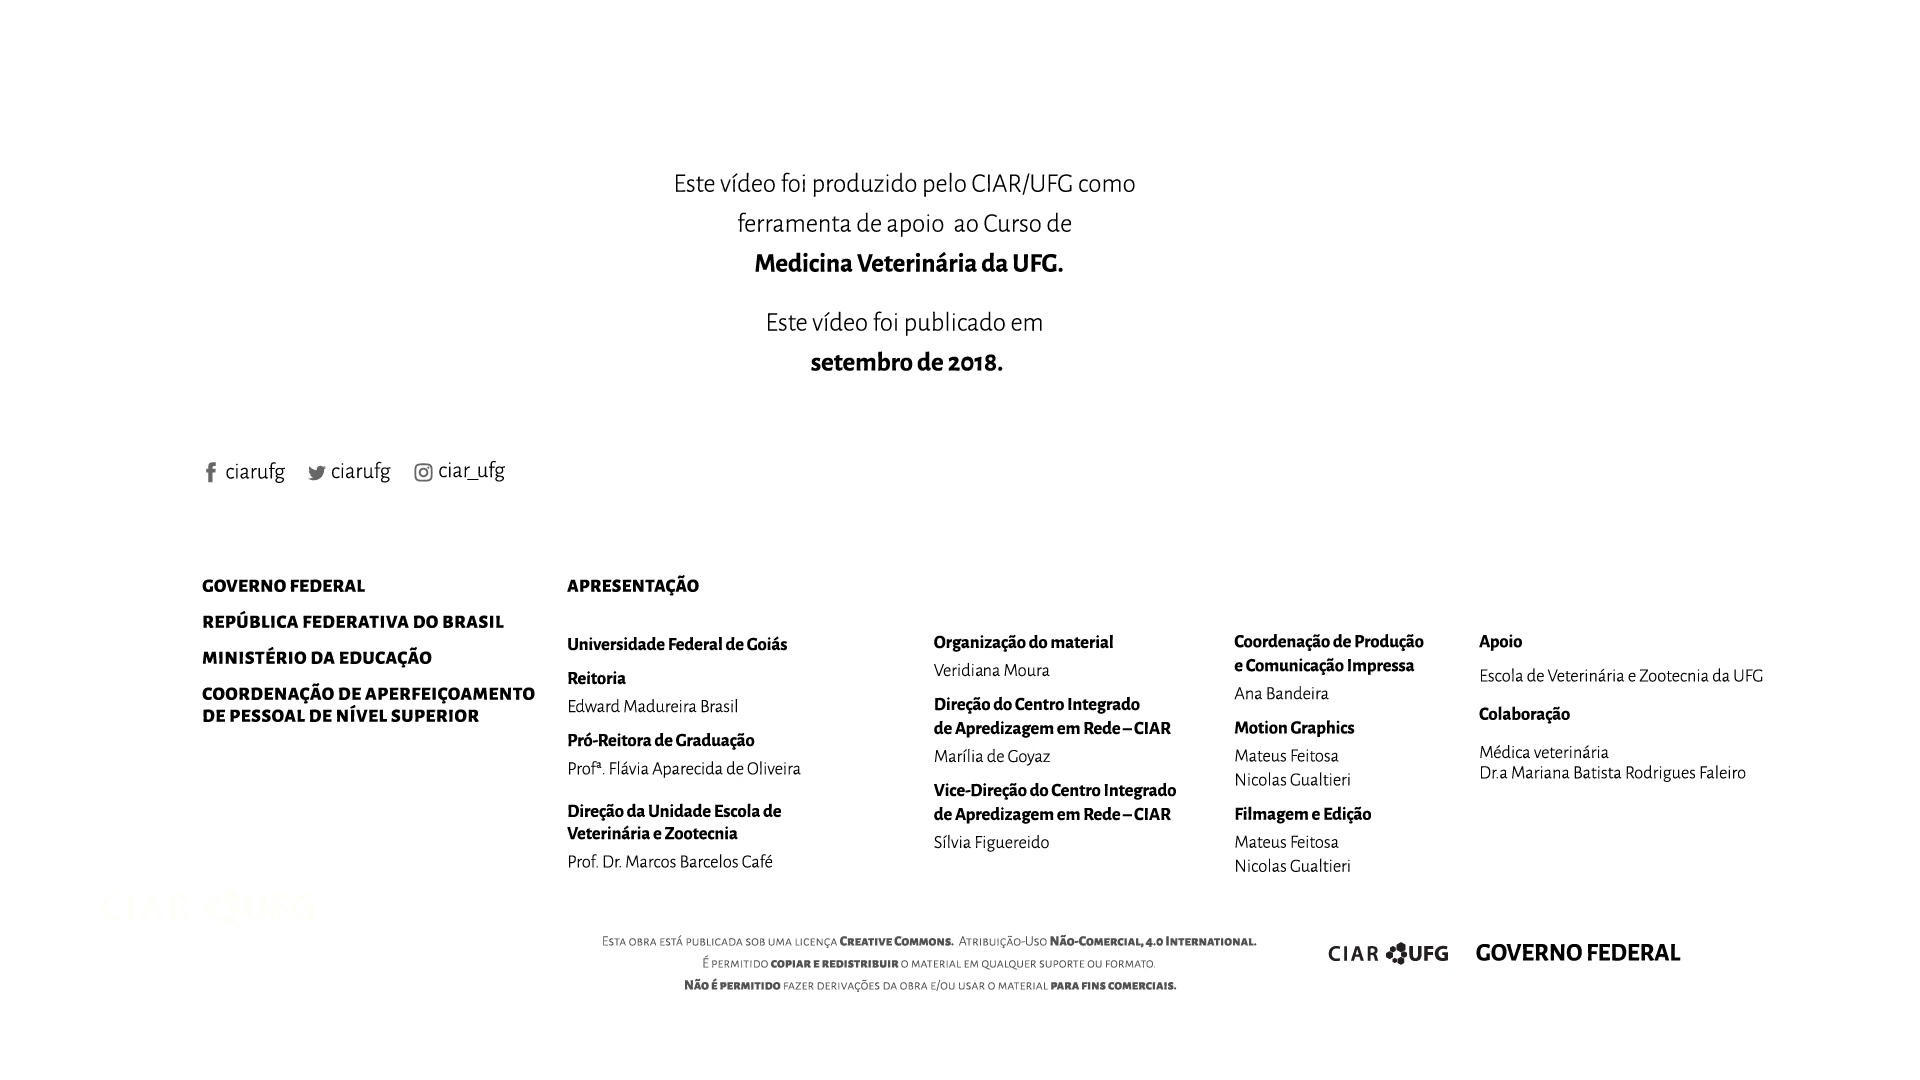 Este vídeo foi produzido pelo CIAR/UFG como
ferramenta de apoio ao Curso de
Medicina Veterinária da UFG.
Este vídeo foi publicado em
setembro de 2018.
ciarufg ciarufg ciar_ufg
GOVERNO FEDERAL
REPÚBLICA FEDERATIVA DO BRASIL
MINISTÉRIO DA EDUCAÇÃO
COORDENAÇÃO DE APERFEIÇOAMENTO
DE PESSOAL DE NÍVEL SUPERIOR
APRESENTAÇÃO
Universidade Federal de Goiás
Reitoria
Edward Madureira Brasil
Pró-Reitora de Graduação
Profª. Flávia Aparecida de Oliveira
Direção da Unidade Escola de
Veterinária e Zootecnia
Prof. Dr. Marcos Barcelos Café
Organização do material
Veridiana Moura
Direção do Centro Integrado
de Apredizagem em Rede – CIAR
Marília de Goyaz
Vice-Direção do Centro Integrado
de Apredizagem em Rede – CIAR
Sílvia Figuereido
Coordenação de Produção
e Comunicação Impressa
Ana Bandeira
Motion Graphics
Mateus Feitosa
Nicolas Gualtieri
Filmagem e Edição
Mateus Feitosa
Nicolas Gualtieri
Apoio
Escola de Veterinária e Zootecnia da UFG
Colaboração
Médica veterinária
Dr.a Mariana Batista Rodrigues Faleiro
CIAR UFG
Esta obra está publicada sob uma licença Creative Commons. Atribuição-Uso Não-Comercial, 4.0 International.
É permitido copiar e redistribuir o material em qualquer suporte ou formato.
Não é permitido fazer derivações da obra e/ou usar o material para fins comerciais.
CIAR UFG GOVERNO FEDERAL